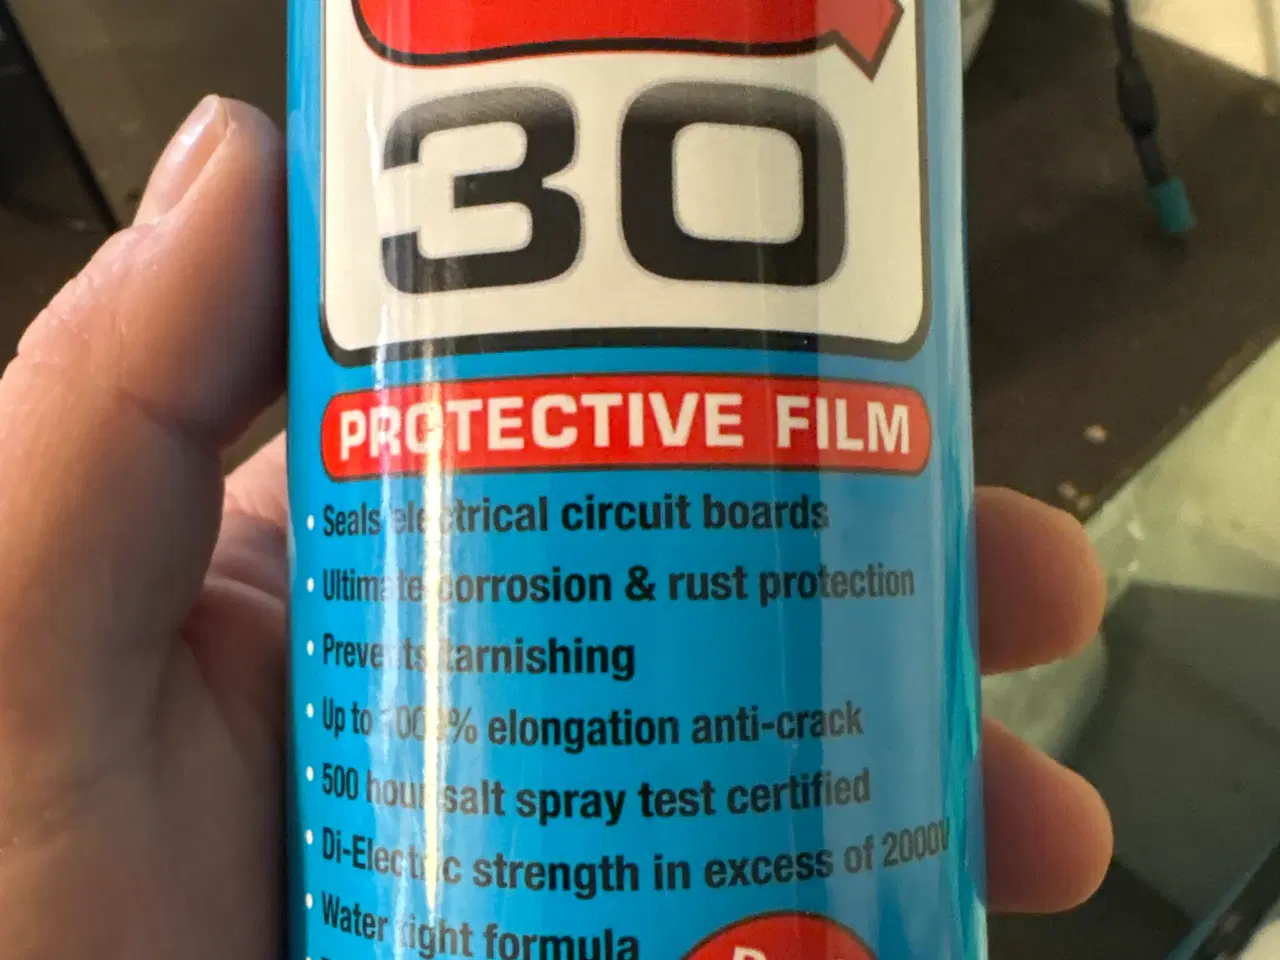 30
PROTECTIVE FILM
• Seals electrical circuit boards
• Ultimate corrosion & rust protection
• Prevents tarnishing
• Up to % elongation anti-crack
• 500 hour salt spray test certified
• Di-Electric strength in excess of 2000V
• Water tight formula